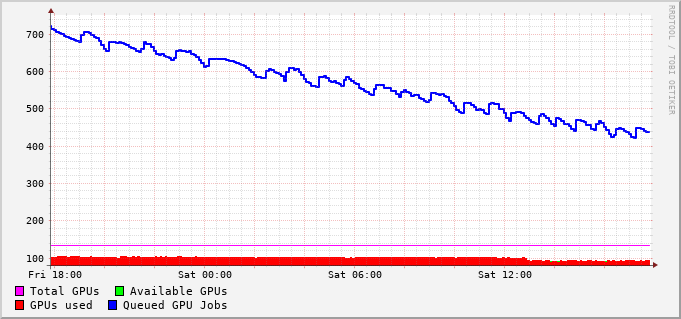 700
600
500
400
300
200
100
Fri 18:00 Sat 00:00 Sat 06:00 Sat 12:00
Total GPUs Available GPUs
GPUs used Queued GPU Jobs
RRDTOOL / TOBI OETIKER